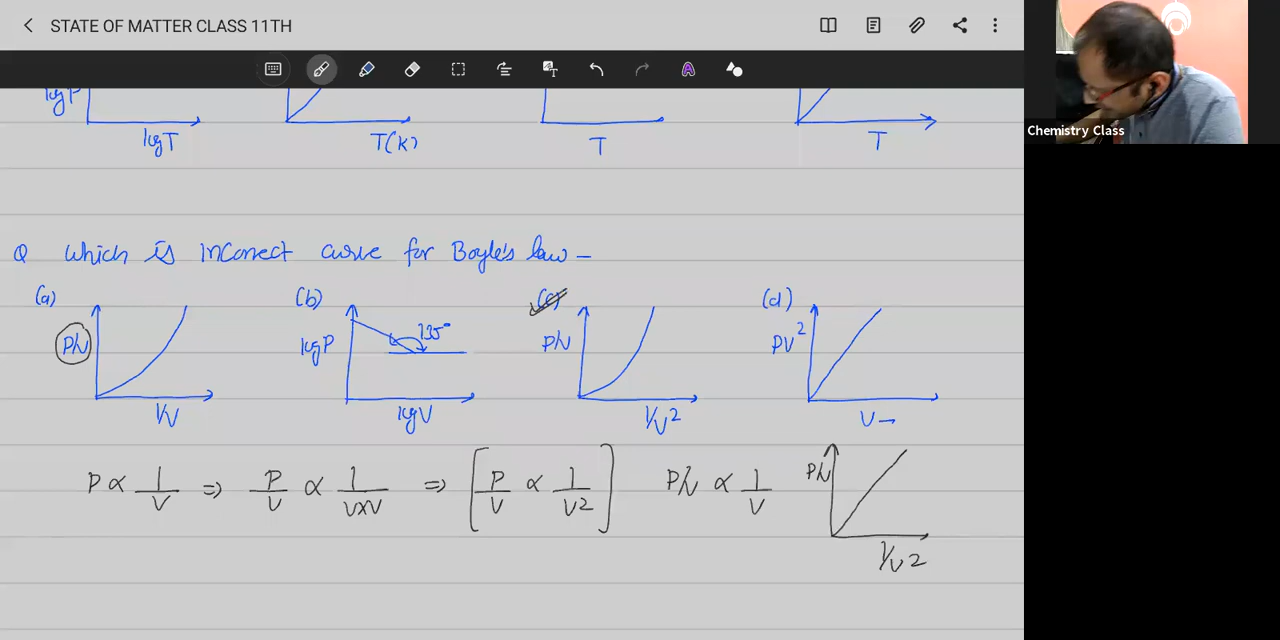 STATE OF MATTER CLASS 11TH
Chemistry Class
logP
logT
T(K)
T
T
Q Which is incorrect curve for Boyle's law -
(a) (b) (c) (d)
P/V
1/V
logP
135°
logV
P/V
1/V²
PV²
V →
P ∝ 1/V ⇒ P/V ∝ 1/V×V ⇒ [P/V ∝ 1/V2] P/V ∝ 1/V
P/V
1/V2